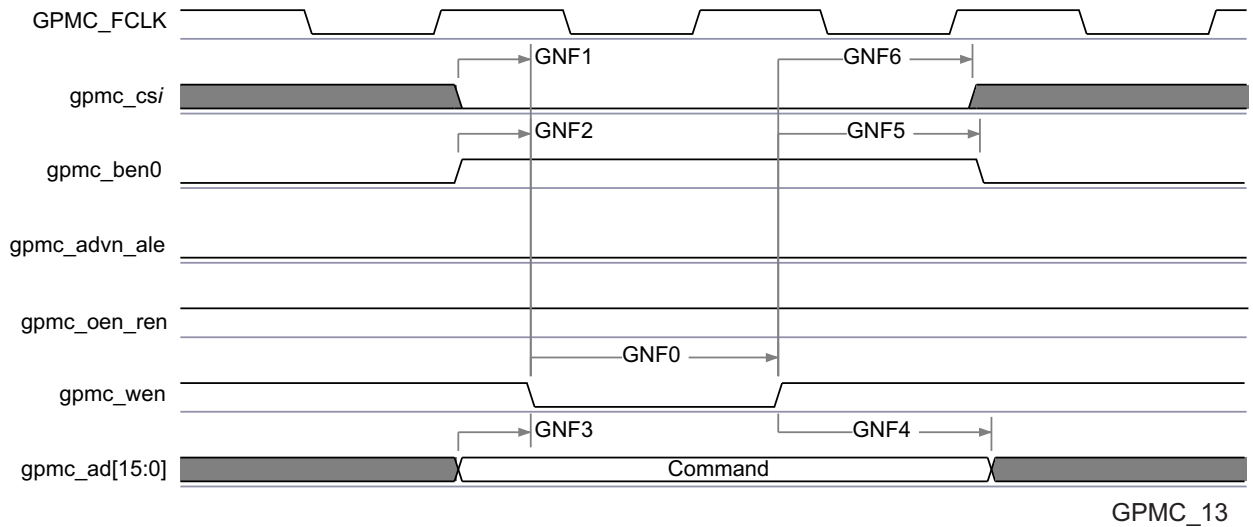 GPMC_FCLK
GNF1
GNF6
gpmc_csi
GNF2
GNF5
gpmc_ben0
gpmc_advn_ale
gpmc_oen_ren
GNF0
gpmc_wen
GNF3
GNF4
gpmc_ad[15:0]
Command
GPMC_13